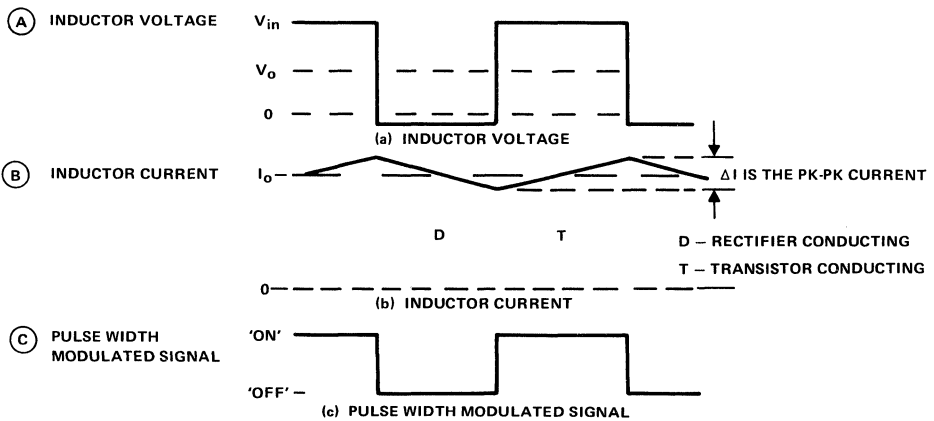 A INDUCTOR VOLTAGE
Vin
Vo
0
(a) INDUCTOR VOLTAGE
B INDUCTOR CURRENT
Io
ΔI IS THE PK-PK CURRENT
D T
D – RECTIFIER CONDUCTING
T – TRANSISTOR CONDUCTING
0
(b) INDUCTOR CURRENT
C PULSE WIDTH
MODULATED SIGNAL
'ON'
'OFF'
(c) PULSE WIDTH MODULATED SIGNAL